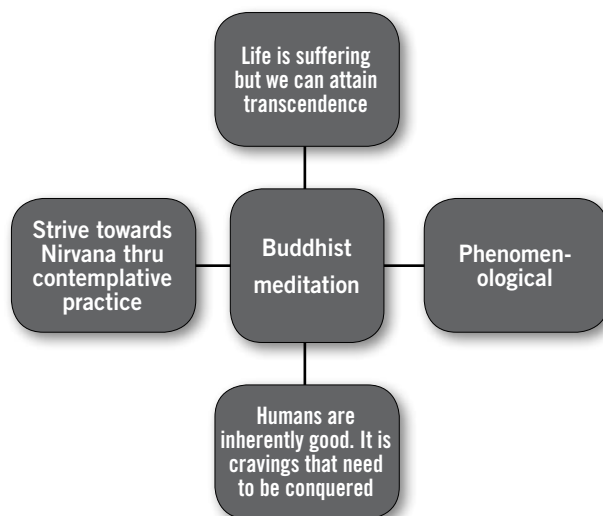 Life is suffering
but we can attain
transcendence
Strive towards
Nirvana thru
contemplative
practice
Buddhist
meditation
Phenomen-
ological
Humans are
inherently good. It is
cravings that need
to be conquered